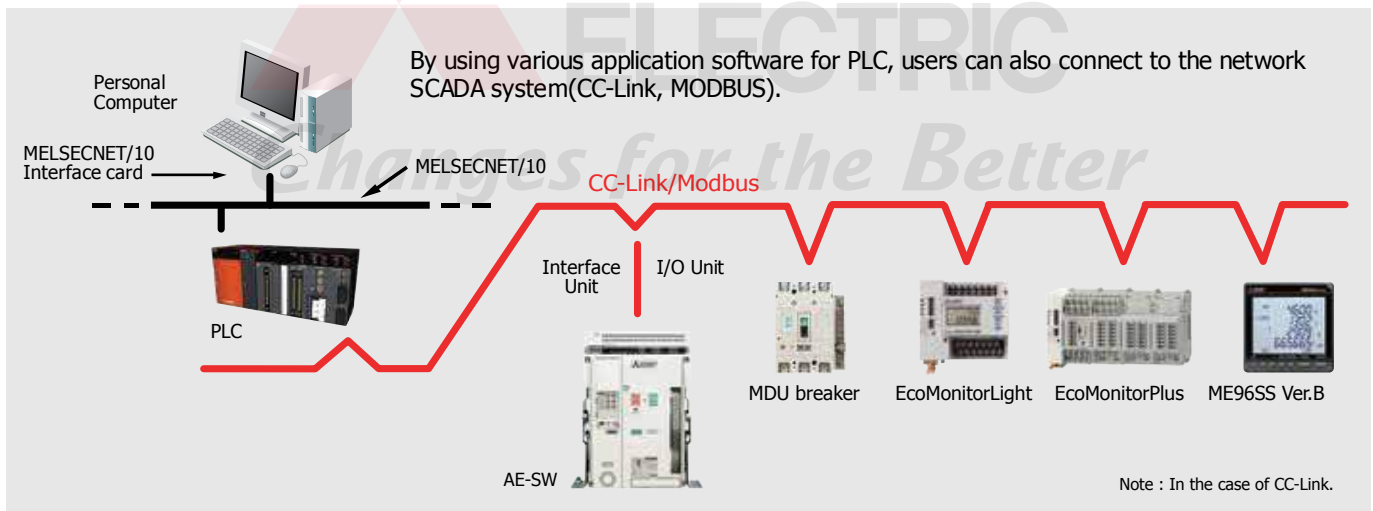 ELECTRIC
Changes for the Better
By using various application software for PLC, users can also connect to the network
SCADA system(CC-Link, MODBUS).
Personal
Computer
MELSECNET/10
Interface card
MELSECNET/10
CC-Link/Modbus
Interface
Unit
I/O Unit
PLC
MDU breaker
EcoMonitorLight
EcoMonitorPlus
ME96SS Ver.B
AE-SW
Note : In the case of CC-Link.